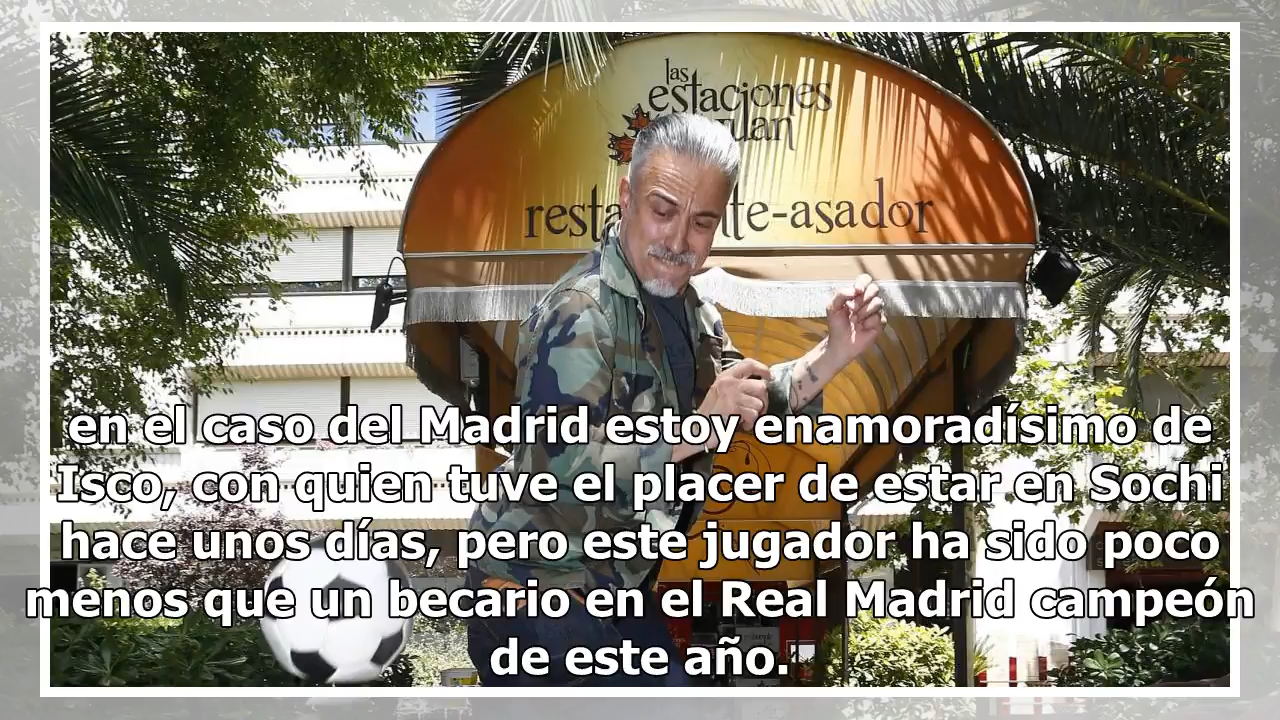 las
estaciones
resta te-asador
en el caso del Madrid estoy enamoradísimo de
Isco, con quien tuve el placer de estar en Sochi
hace unos días, pero este jugador ha sido poco
menos que un becario en el Real Madrid campeón
de este año.